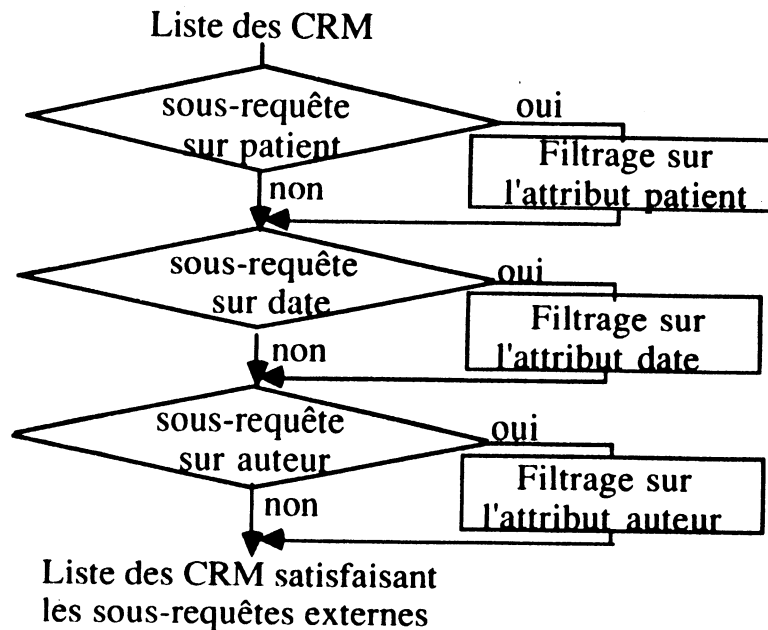 Liste des CRM
sous-requête
sur patient
oui
Filtrage sur
l'attribut patient
non
sous-requête
sur date
oui
Filtrage sur
l'attribut date
non
sous-requête
sur auteur
oui
Filtrage sur
l'attribut auteur
non
Liste des CRM satisfaisant
les sous-requêtes externes